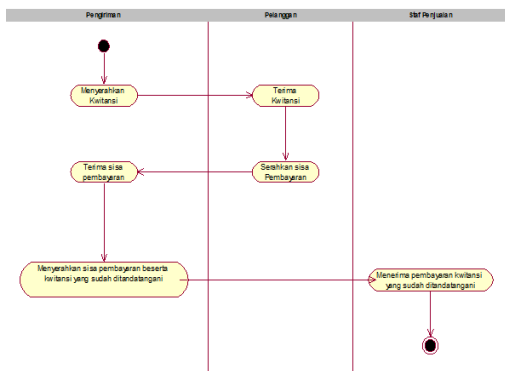 Pengiriman
Pelanggan
Staf Penjualan
Menyerahkan
Kwitansi
Terima
Kwitansi
Terima sisa
pembayaran
Serahkan sisa
Pembayaran
Menyerahkan sisa pembayaran beserta
kwitansi yang sudah ditandatangani
Menerima pembayaran kwitansi
yang sudah ditandatangani